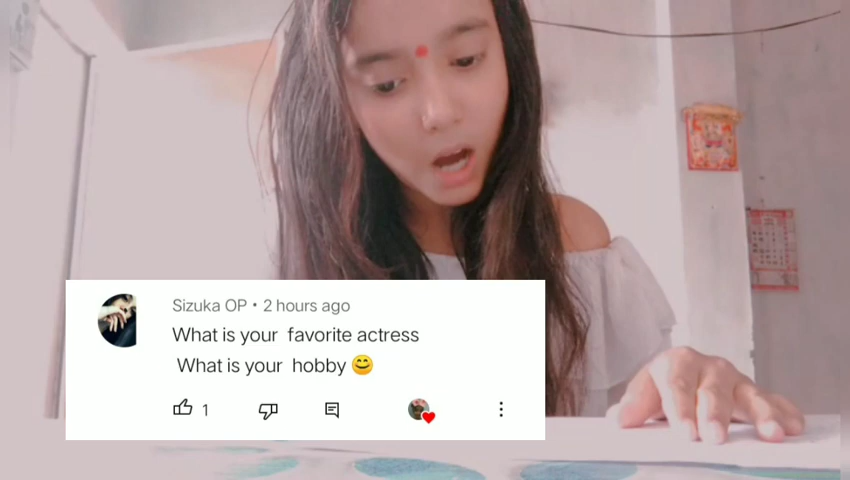 Sizuka OP • 2 hours ago
What is your favorite actress
What is your hobby 😊
1